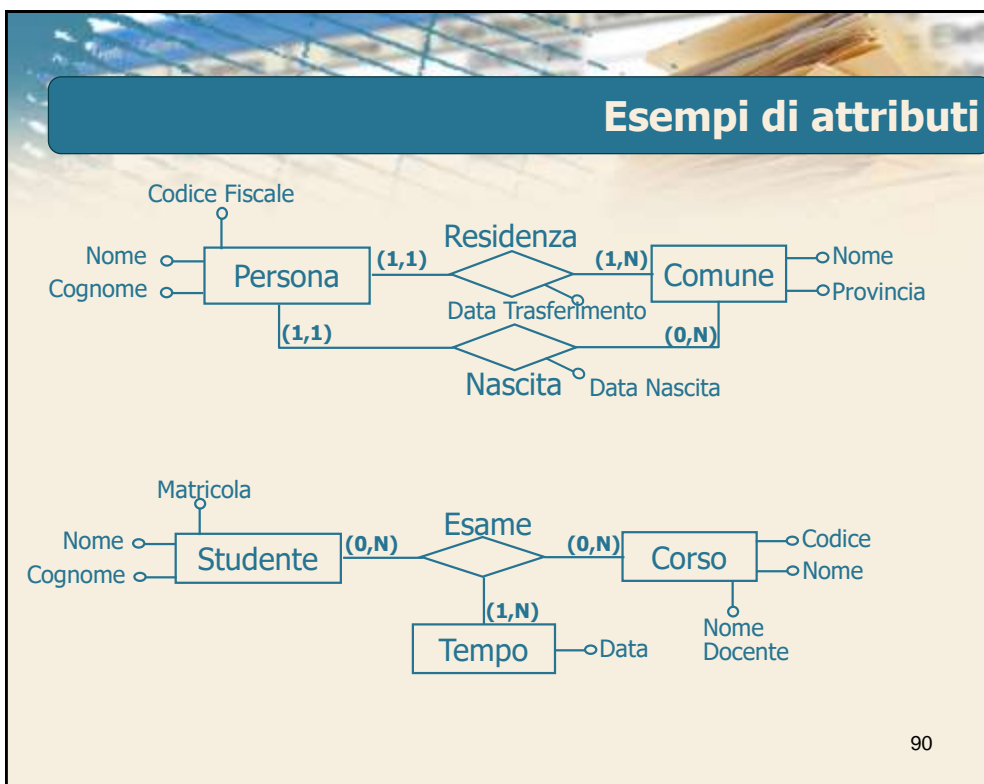 Esempi di attributi
Codice Fiscale
Nome
Cognome
Persona
(1,1)
Residenza
(1,N)
Comune
Nome
Provincia
Data Trasferimento
(1,1)
(0,N)
Nascita
Data Nascita
Matricola
Nome
Cognome
Studente
(0,N)
Esame
(0,N)
Corso
Codice
Nome
(1,N)
Nome
Docente
Tempo
Data
90